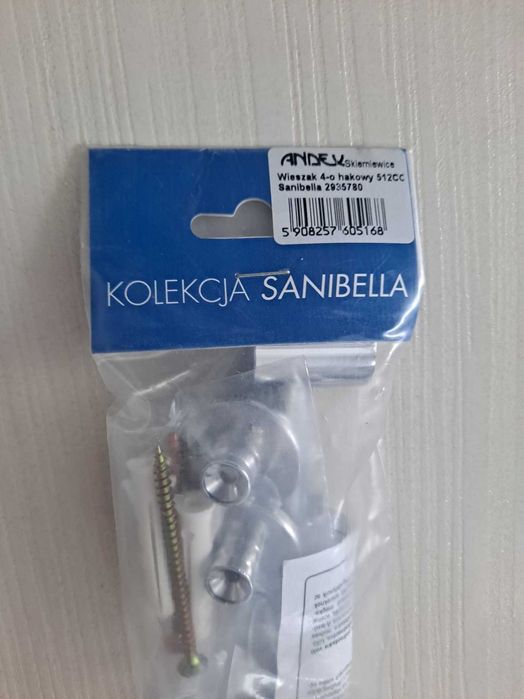 ANDEX Skierniewice
Wieszak 4-o hakowy 512CC
Sanibella 2935780
5 908257 605168
KOLEKCJA SANIBELLA